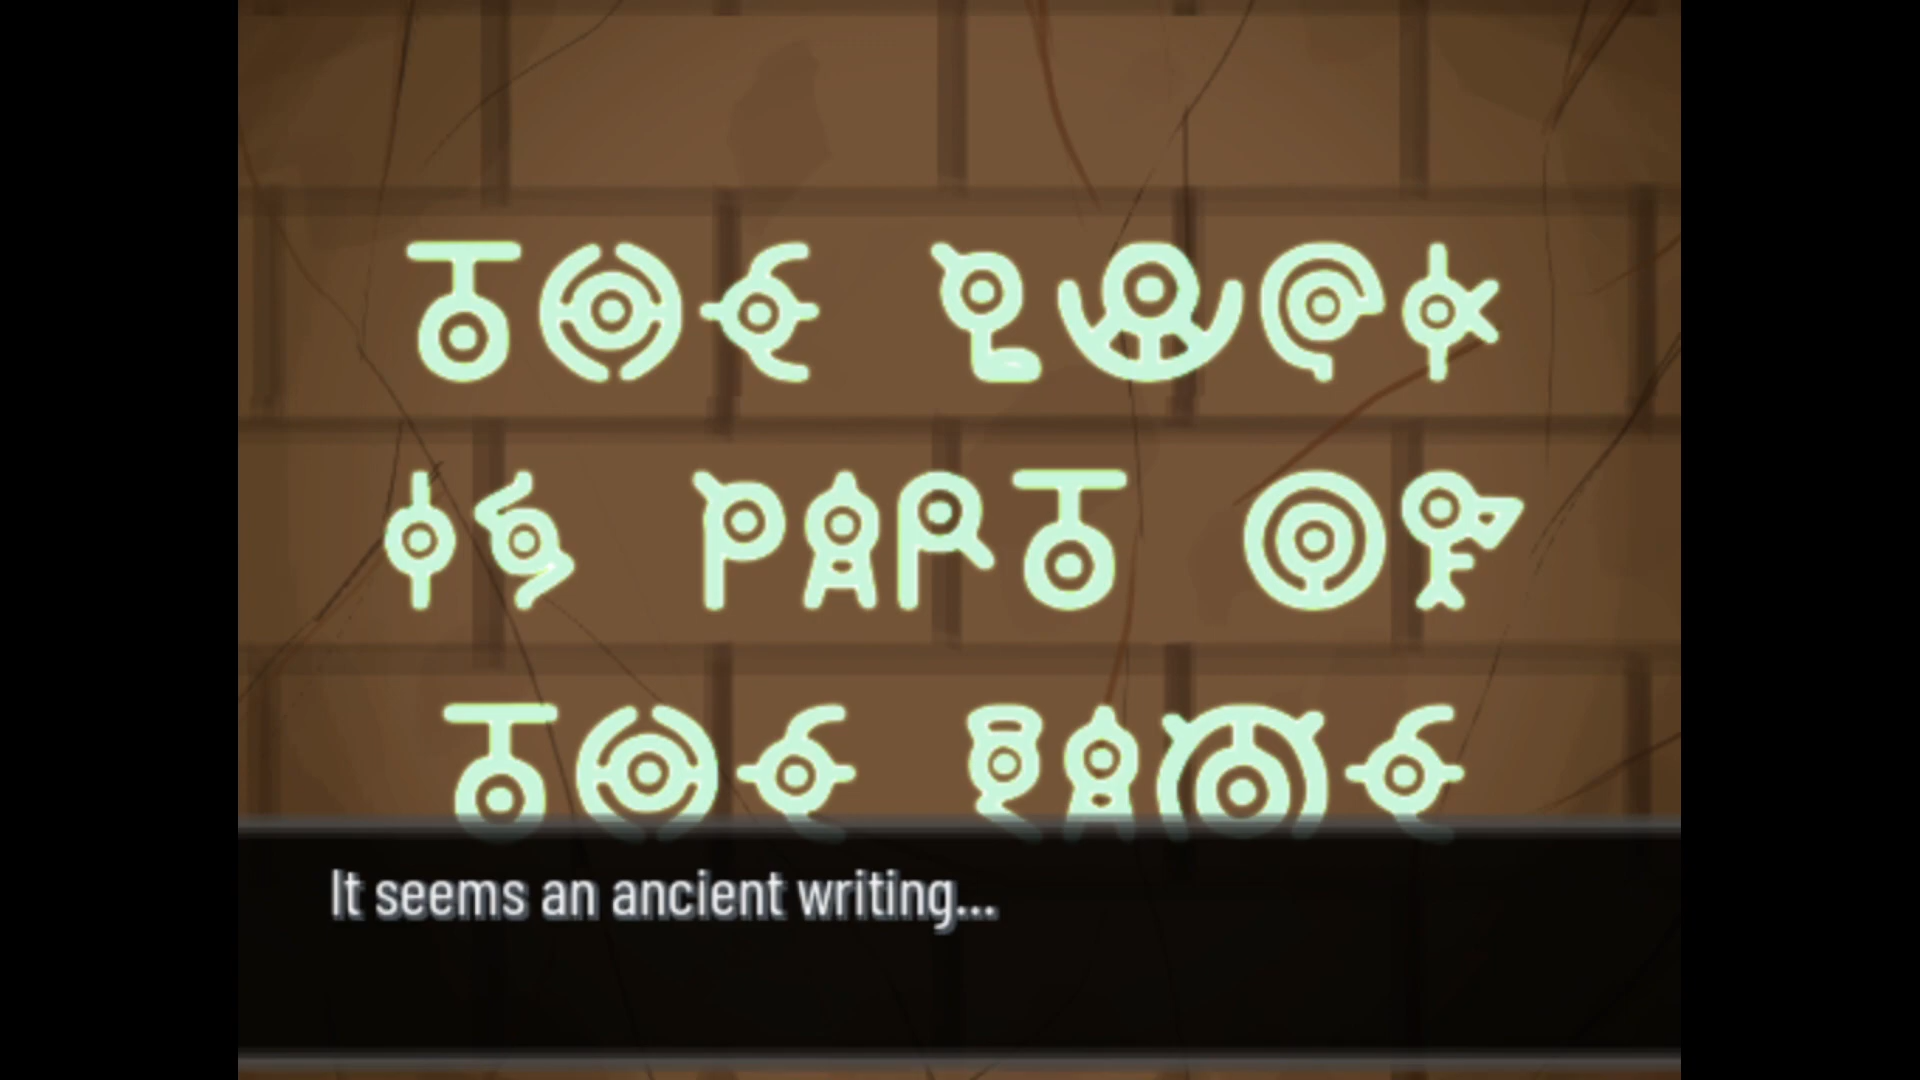 THE LUCK
IS PART OF
THE GAME
It seems an ancient writing...